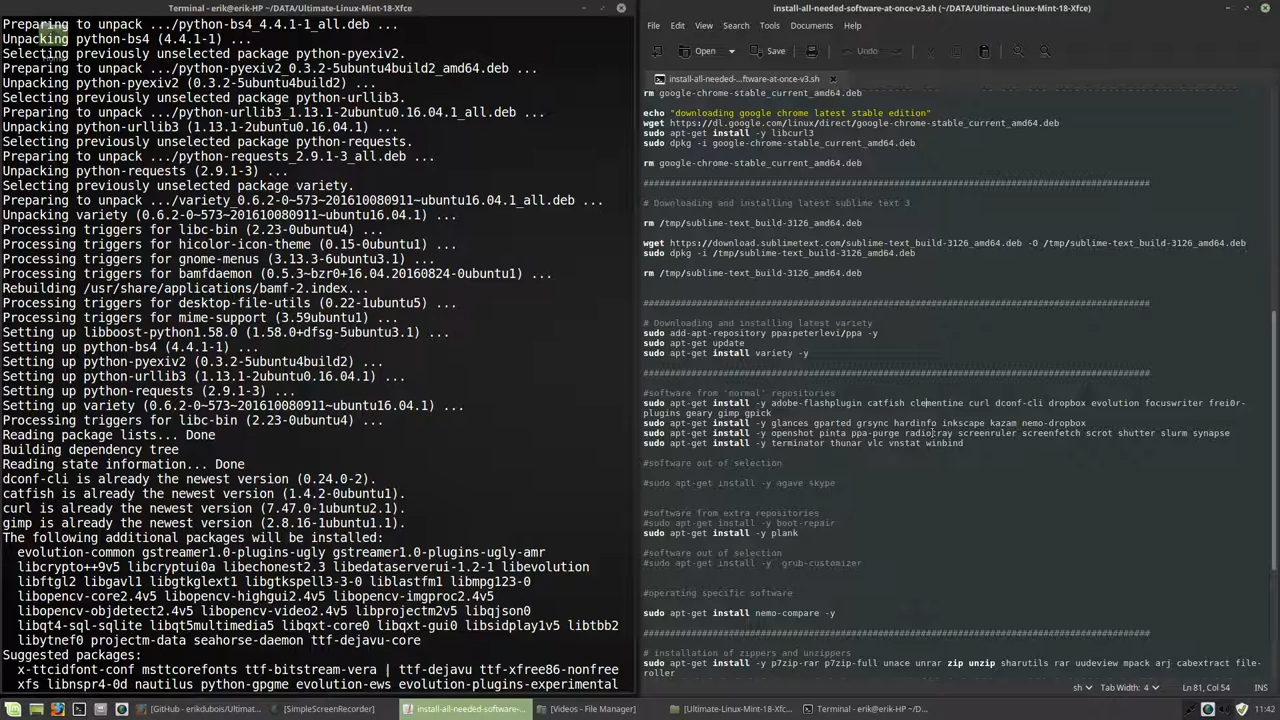 Terminal - erik@erik-HP ~/DATA/Ultimate-Linux-Mint-18-Xfce
Preparing to unpack .../python-bs4_4.4.1-1_all.deb ...
Unpacking python-bs4 (4.4.1-1) ...
Selecting previously unselected package python-pyexiv2.
Preparing to unpack .../python-pyexiv2_0.3.2-5ubuntu4build2_amd64.deb ...
Unpacking python-pyexiv2 (0.3.2-5ubuntu4build2) ...
Selecting previously unselected package python-urllib3.
Preparing to unpack .../python-urllib3_1.13.1-2ubuntu0.16.04.1_all.deb ...
Unpacking python-urllib3 (1.13.1-2ubuntu0.16.04.1) ...
Selecting previously unselected package python-requests.
Preparing to unpack .../python-requests_2.9.1-3_all.deb ...
Unpacking python-requests (2.9.1-3) ...
Selecting previously unselected package variety.
Preparing to unpack .../variety_0.6.2-0~573~201610080911~ubuntu16.04.1_all.deb ...
Unpacking variety (0.6.2-0~573~201610080911~ubuntu16.04.1) ...
Processing triggers for libc-bin (2.23-0ubuntu4) ...
Processing triggers for hicolor-icon-theme (0.15-0ubuntu1) ...
Processing triggers for gnome-menus (3.13.3-6ubuntu3.1) ...
Processing triggers for bamfdaemon (0.5.3~bzr0+16.04.20160824-0ubuntu1) ...
Rebuilding /usr/share/applications/bamf-2.index...
Processing triggers for desktop-file-utils (0.22-1ubuntu5) ...
Processing triggers for mime-support (3.59ubuntu1) ...
Setting up libboost-python1.58.0 (1.58.0+dfsg-5ubuntu3.1) ...
Setting up python-bs4 (4.4.1-1) ...
Setting up python-pyexiv2 (0.3.2-5ubuntu4build2) ...
Setting up python-urllib3 (1.13.1-2ubuntu0.16.04.1) ...
Setting up python-requests (2.9.1-3) ...
Setting up variety (0.6.2-0~573~201610080911~ubuntu16.04.1) ...
Processing triggers for libc-bin (2.23-0ubuntu4) ...
Reading package lists... Done
Building dependency tree
Reading state information... Done
dconf-cli is already the newest version (0.24.0-2).
catfish is already the newest version (1.4.2-0ubuntu1).
curl is already the newest version (7.47.0-1ubuntu2.1).
gimp is already the newest version (2.8.16-1ubuntu1.1).
The following additional packages will be installed:
evolution-common gstreamer1.0-plugins-ugly gstreamer1.0-plugins-ugly-amr
libcrypto++9v5 libcryptui0a libechonest2.3 libedataserverui-1.2-1 libevolution
libftgl2 libgavl1 libgtkglext1 libgtkspell3-3-0 liblastfm1 libmpg123-0
libopencv-core2.4v5 libopencv-highgui2.4v5 libopencv-imgproc2.4v5
libopencv-objdetect2.4v5 libopencv-video2.4v5 libprojectm2v5 libqjson0
libqt4-sql-sqlite libqt5multimedia5 libqxt-core0 libqxt-gui0 libsidplay1v5 libtbb2
libytnef0 projectm-data seahorse-daemon ttf-dejavu-core
Suggested packages:
x-ttcidfont-conf msttcorefonts ttf-bitstream-vera | ttf-dejavu ttf-xfree86-nonfree
xfs libnspr4-0d nautilus python-gpgme evolution-ews evolution-plugins-experimental
install-all-needed-software-at-once-v3.sh (~/DATA/Ultimate-Linux-Mint-18-Xfce)
File Edit View Search Tools Documents Help
Open Save Undo
install-all-needed-...ftware-at-once-v3.sh
rm google-chrome-stable_current_amd64.deb
echo "downloading google chrome latest stable edition"
wget https://dl.google.com/linux/direct/google-chrome-stable_current_amd64.deb
sudo apt-get install -y libcurl3
sudo dpkg -i google-chrome-stable_current_amd64.deb
rm google-chrome-stable_current_amd64.deb
# Downloading and installing latest sublime text 3
rm /tmp/sublime-text_build-3126_amd64.deb
wget https://download.sublimetext.com/sublime-text_build-3126_amd64.deb -O /tmp/sublime-text_build-3126_amd64.deb
sudo dpkg -i /tmp/sublime-text_build-3126_amd64.deb
rm /tmp/sublime-text_build-3126_amd64.deb
# Downloading and installing latest variety
sudo add-apt-repository ppa:peterlevi/ppa -y
sudo apt-get update
sudo apt-get install variety -y
#software from 'normal' repositories
sudo apt-get install -y adobe-flashplugin catfish clementine curl dconf-cli dropbox evolution focuswriter frei0r-
plugins geary gimp gpick
sudo apt-get install -y glances gparted grsync hardinfo inkscape kazam nemo-dropbox
sudo apt-get install -y openshot pinta ppa-purge radiotray screenruler screenfetch scrot shutter slurm synapse
sudo apt-get install -y terminator thunar vlc vnstat winbind
#software out of selection
#sudo apt-get install -y agave skype
#software from extra repositories
#sudo apt-get install -y boot-repair
sudo apt-get install -y plank
#software out of selection
#sudo apt-get install -y  grub-customizer
#operating specific software
sudo apt-get install nemo-compare -y
# installation of zippers and unzippers
sudo apt-get install -y p7zip-rar p7zip-full unace unrar zip unzip sharutils rar uudeview mpack arj cabextract file-
roller
sh Tab Width: 4 Ln 81, Col 54 INS
[GitHub - erikdubois/Ultimat... [SimpleScreenRecorder] install-all-needed-software-... [Videos - File Manager] [Ultimate-Linux-Mint-18-Xfc... Terminal - erik@erik-HP ~/D... 11:42